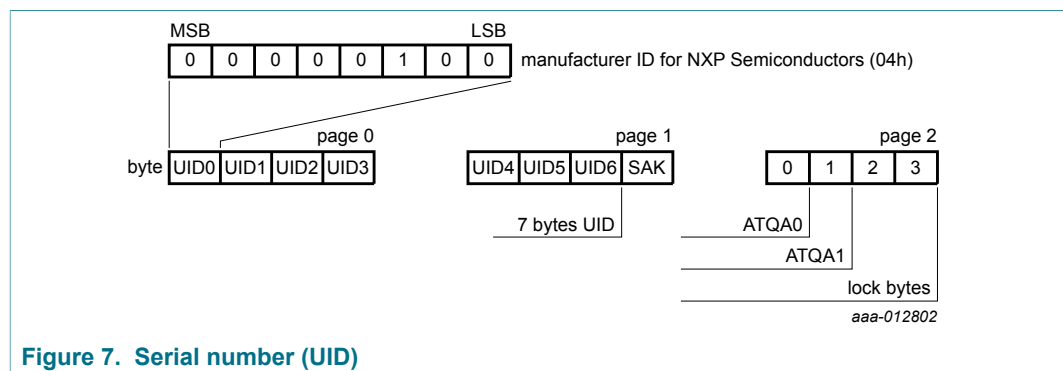 MSB LSB
0 0 0 0 0 1 0 0 manufacturer ID for NXP Semiconductors (04h)
page 0 page 1 page 2
byte UID0 UID1 UID2 UID3 UID4 UID5 UID6 SAK 0 1 2 3
7 bytes UID ATQA0
ATQA1
lock bytes
aaa-012802
Figure 7. Serial number (UID)